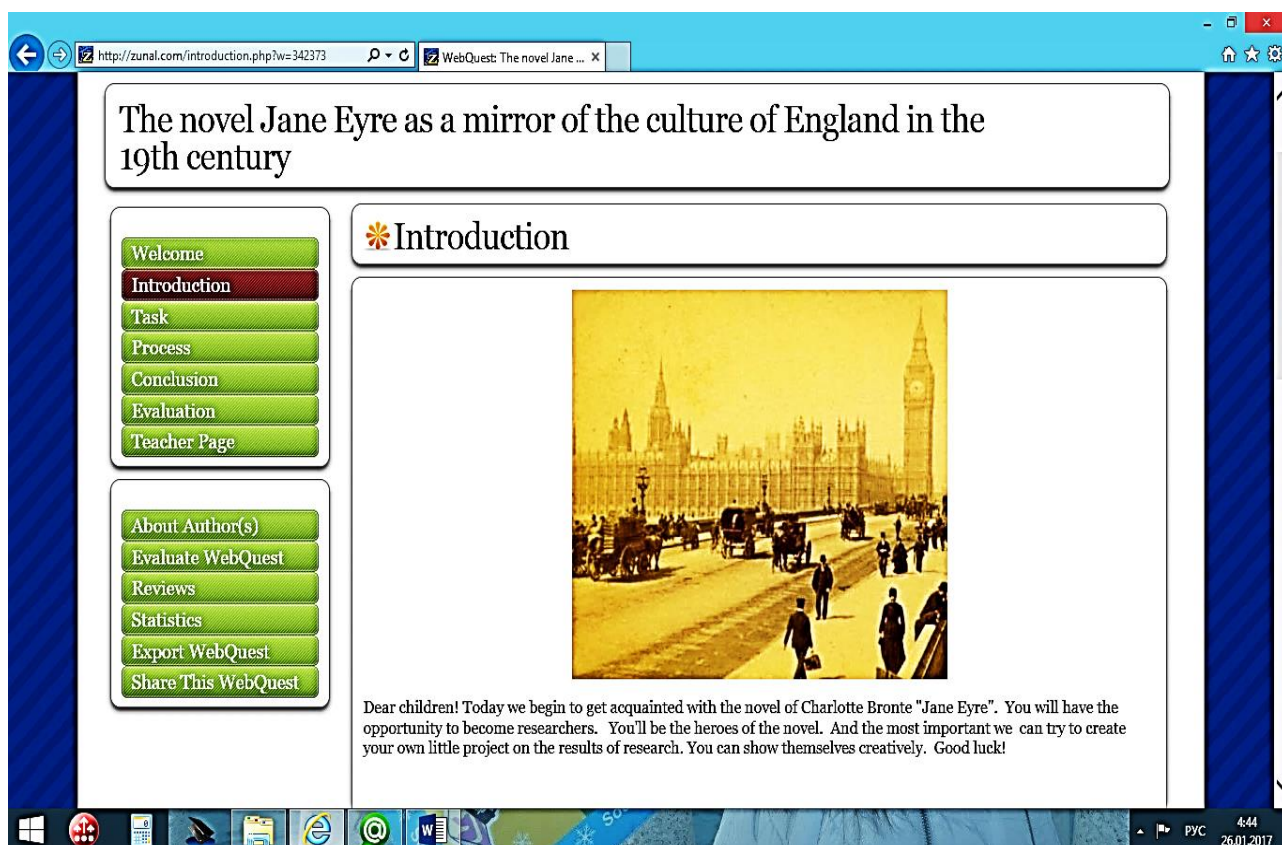 http://zunal.com/introduction.php?w=342373
WebQuest: The novel Jane ...
The novel Jane Eyre as a mirror of the culture of England in the
19th century
Welcome
Introduction
Task
Process
Conclusion
Evaluation
Teacher Page
About Author(s)
Evaluate WebQuest
Reviews
Statistics
Export WebQuest
Share This WebQuest
Introduction
Dear children! Today we begin to get acquainted with the novel of Charlotte Bronte "Jane Eyre". You will have the
opportunity to become researchers. You'll be the heroes of the novel. And the most important we can try to create
your own little project on the results of research. You can show themselves creatively. Good luck!
РУС
4:44
26.01.2017